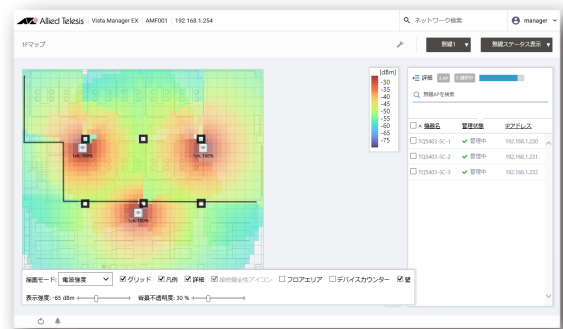 Allied Telesis Vista Manager EX AMF001 192.168.1.254 ネットワーク検索 manager
1Fマップ 無線1 無線ステータス表示
[dBm]
-30
-35
-40
-45
-50
-55
-60
-65
-75
詳細 3 AP
無線APを検索
機器名 管理状態 IPアドレス
TQ5403-SC-1 管理中 192.168.1.230
TQ5403-SC-2 管理中 192.168.1.231
TQ5403-SC-3 管理中 192.168.1.232
1ch/100%
1ch/100%
1ch/100%
描画モード: 電波強度 グリッド 凡例 詳細 接続健全性アイコン フロアエリア デバイスカウンター 壁
表示強度: -65 dBm 背景不透明度: 30 %